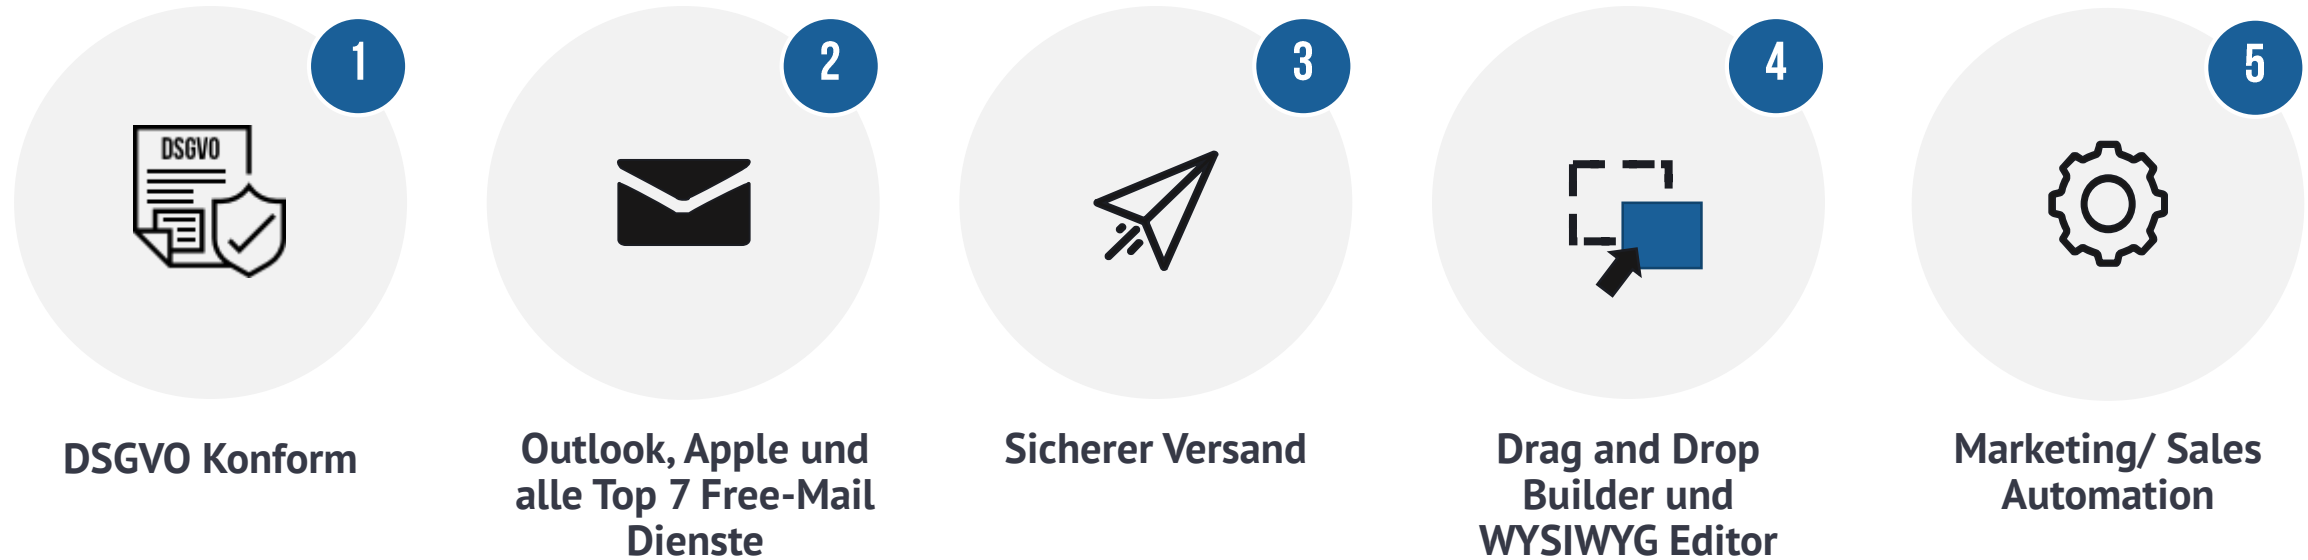 1
DSGVO
DSGVO Konform
2
Outlook, Apple und
alle Top 7 Free-Mail
Dienste
3
Sicherer Versand
4
Drag and Drop
Builder und
WYSIWYG Editor
5
Marketing/ Sales
Automation